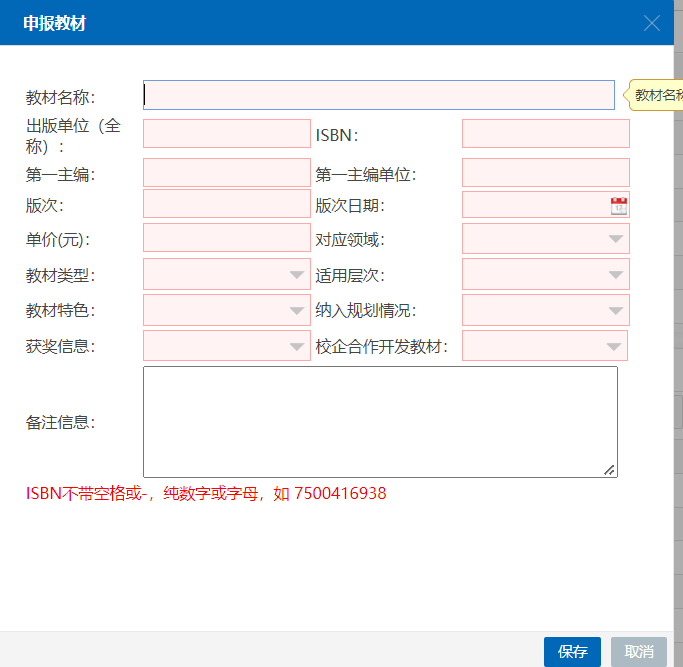 申报教材
教材名称：
教材名称
出版单位（全
称）：
ISBN：
第一主编：
第一主编单位：
版次：
版次日期：
单价(元)：
对应领域：
教材类型：
适用层次：
教材特色：
纳入规划情况：
获奖信息：
校企合作开发教材：
备注信息：
ISBN不带空格或-，纯数字或字母，如 7500416938
保存
取消